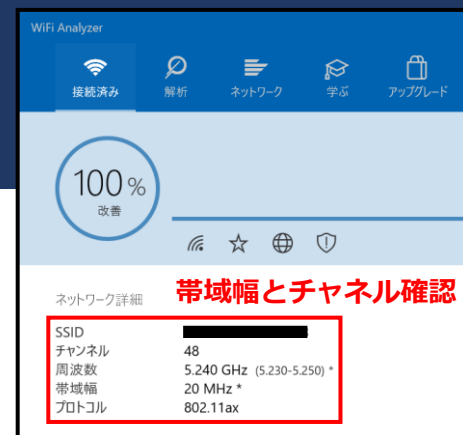 WiFi Analyzer
接続済み 解析 ネットワーク 学ぶ アップグレード
100%
改善
ネットワーク詳細 帯域幅とチャネル確認
SSID
チャンネル 48
周波数 5.240 GHz (5.230-5.250) *
帯域幅 20 MHz *
プロトコル 802.11ax